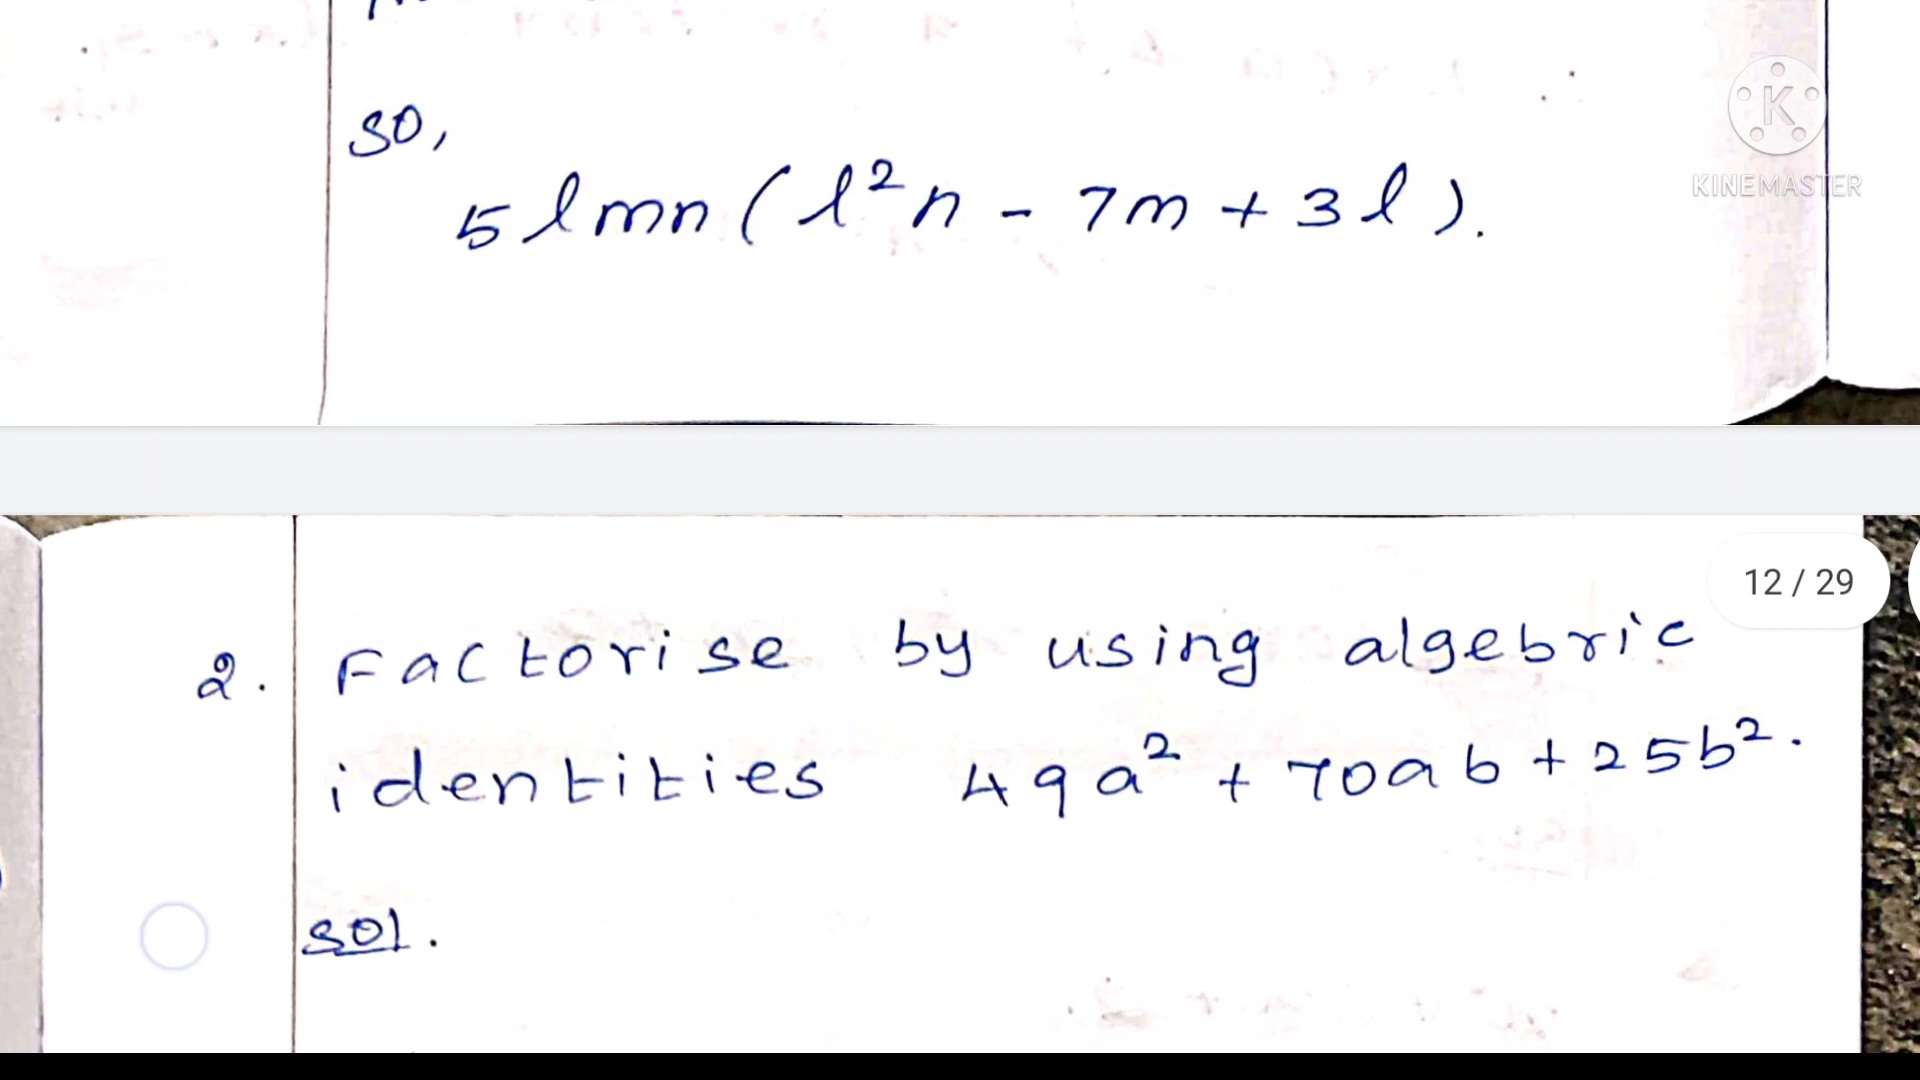 so,
5lmn(l²n - 7m + 3l).
KINEMASTER
12 / 29
2. Factorise by using algebric
identities 49a² + 70ab + 25b².
sol.